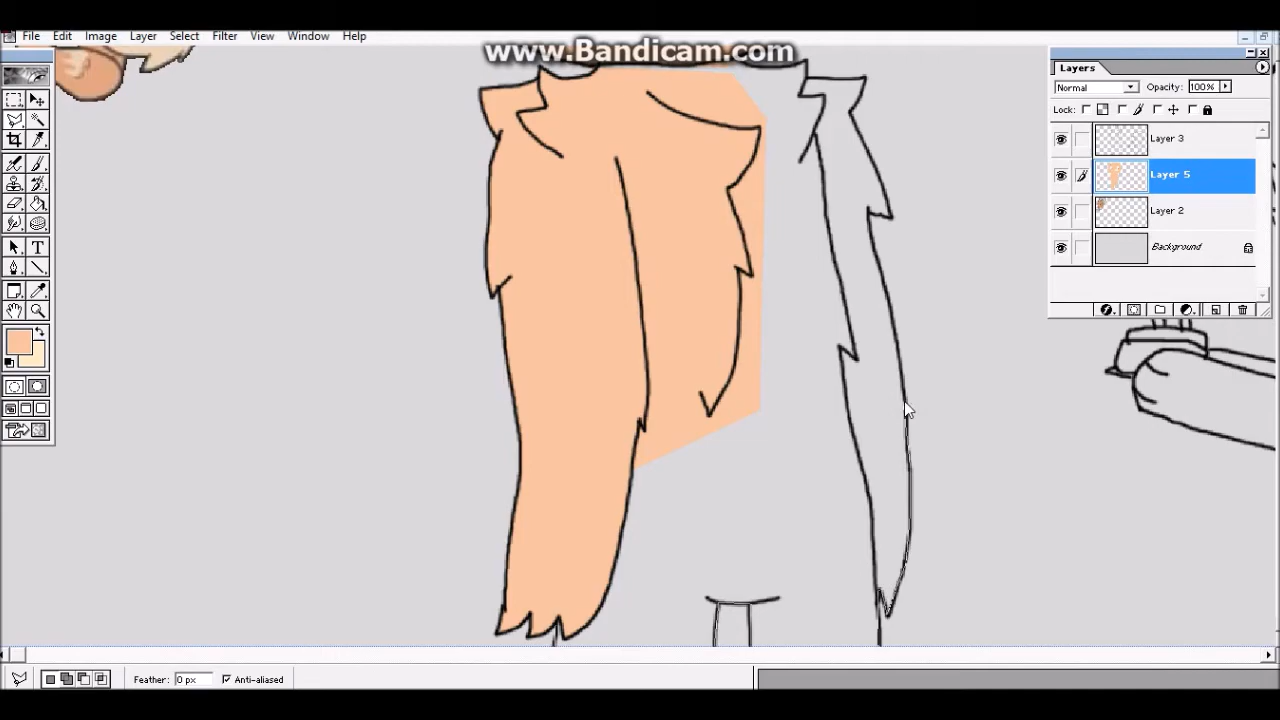 www.Bandicam.com
File Edit Image Layer Select Filter View Window Help
Layers
Normal Opacity: 100%
Lock:
Layer 3
Layer 5
Layer 2
Background
T
Feather: 0 px Anti-aliased